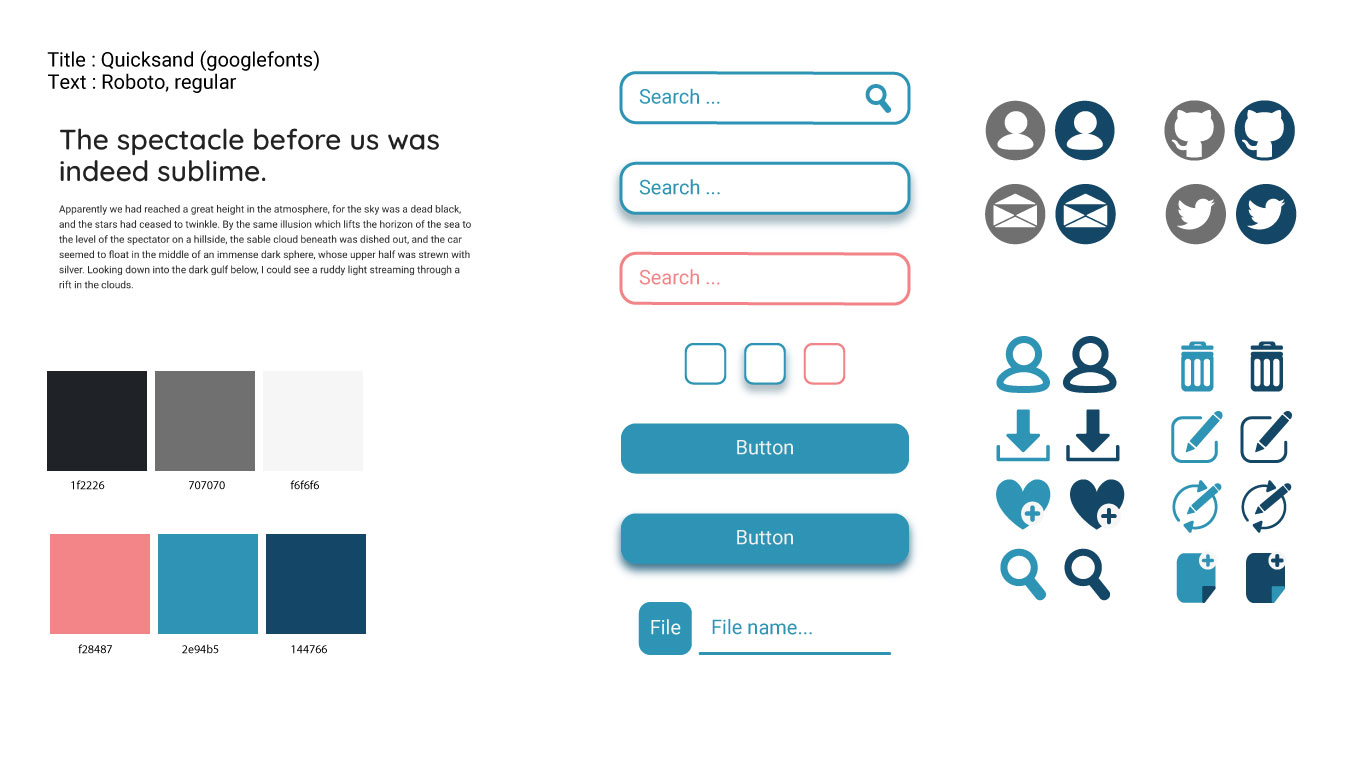 Title : Quicksand (googlefonts)
Text : Roboto, regular
The spectacle before us was
indeed sublime.
Apparently we had reached a great height in the atmosphere, for the sky was a dead black,
and the stars had ceased to twinkle. By the same illusion which lifts the horizon of the sea to
the level of the spectator on a hillside, the sable cloud beneath was dished out, and the car
seemed to float in the middle of an immense dark sphere, whose upper half was strewn with
silver. Looking down into the dark gulf below, I could see a ruddy light streaming through a
rift in the clouds.
1f2226
707070
f6f6f6
f28487
2e94b5
144766
Search ...
Search ...
Search ...
Button
Button
File
File name...